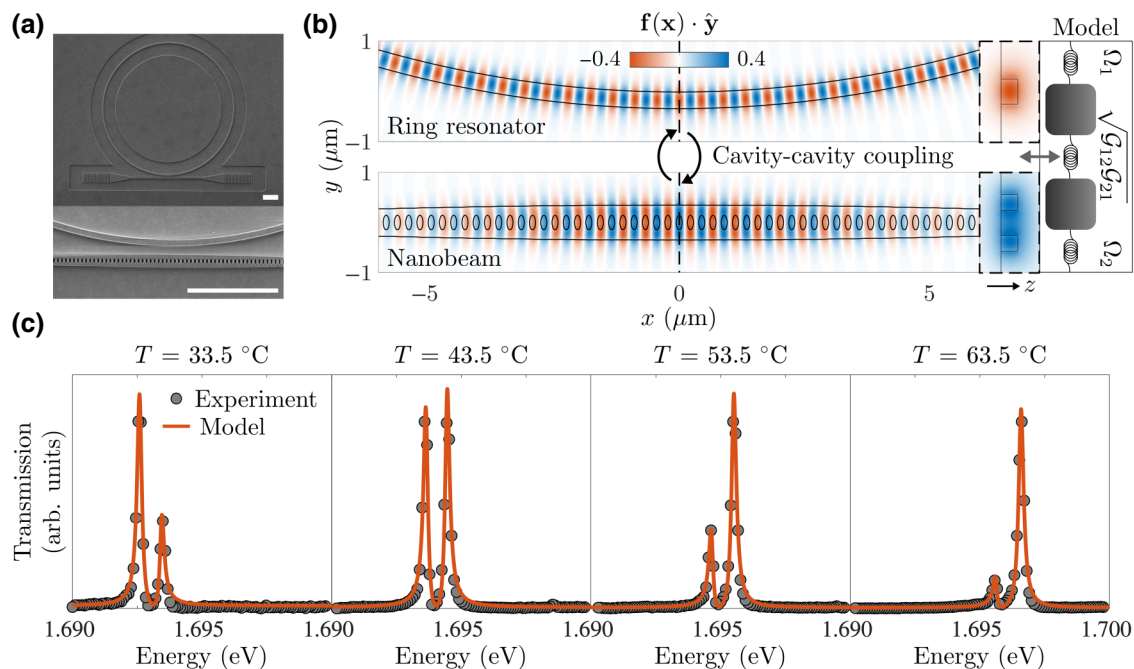 (a)
(b)
f(x) · ŷ
Model
1
−0.4 0.4
Ring resonator
−1
y (μm)
Cavity-cavity coupling
1
Nanobeam
−1
−5 0 5
x (μm)
z
Ω₁
√𝒢₁₂𝒢₂₁
Ω₂
(c)
T = 33.5 °C T = 43.5 °C T = 53.5 °C T = 63.5 °C
Experiment
Model
Transmission
(arb. units)
1.690 1.695 1.690 1.695 1.690 1.695 1.690 1.695 1.700
Energy (eV) Energy (eV) Energy (eV) Energy (eV)